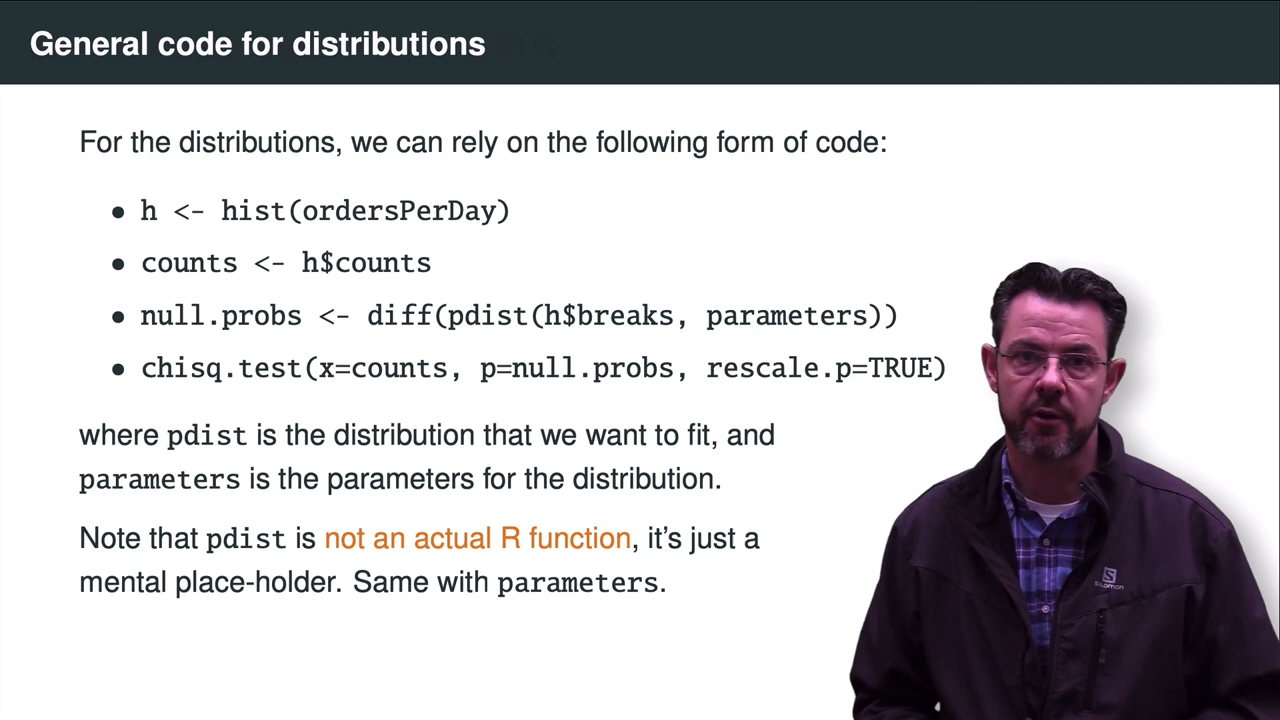 General code for distributions
For the distributions, we can rely on the following form of code:
• h <- hist(ordersPerDay)
• counts <- h$counts
• null.probs <- diff(pdist(h$breaks, parameters))
• chisq.test(x=counts, p=null.probs, rescale.p=TRUE)
where pdist is the distribution that we want to fit, and
parameters is the parameters for the distribution.
Note that pdist is not an actual R function, it's just a
mental place-holder. Same with parameters.
S
SALOMON